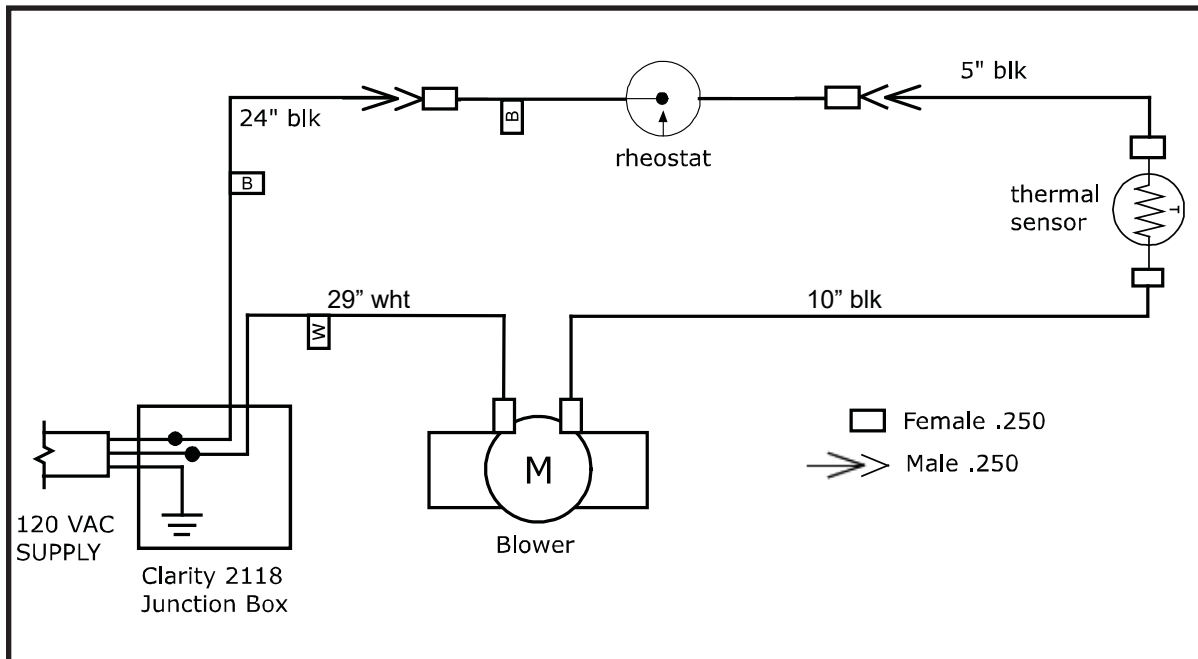 5" blk
24" blk
B
rheostat
B
thermal
sensor
T
29” wht
10” blk
W
Female .250
Male .250
M
120 VAC
SUPPLY
Blower
Clarity 2118
Junction Box